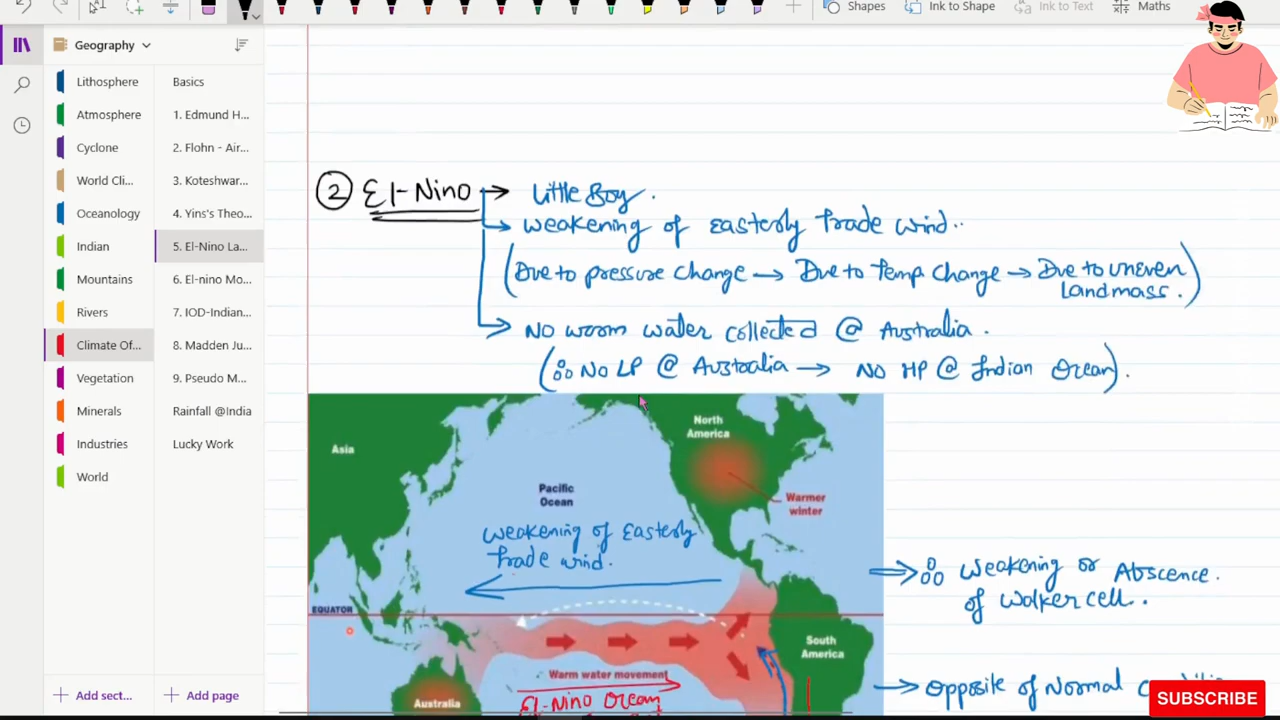 Shapes
Ink to Shape
Ink to Text
Maths
Geography
Lithosphere
Atmosphere
Cyclone
World Cli...
Oceanology
Indian
Mountains
Rivers
Climate Of...
Vegetation
Minerals
Industries
World
Add sect...
Basics
1. Edmund H...
2. Flohn - Air...
3. Koteshwar...
4. Yins's Theo...
5. El-Nino La...
6. El-nino Mo...
7. IOD-Indian...
8. Madden Ju...
9. Pseudo M...
Rainfall @India
Lucky Work
Add page
② El-Nino → Little Boy.
→ weakening of easterly trade wind..
(Due to pressure change → Due to Temp change → Due to uneven
landmass.)
→ No warm water collected @ Australia.
(∴ No LP @ Australia → No HP @ Indian Ocean).
North
America
Asia
Warmer
winter
Pacific
Ocean
weakening of Easterly
trade wind.
⇒ ∴ weakening or Abscence.
of walker cell.
EQUATOR
South
America
Warm water movement
El-Nino Ocean
Australia
→ Opposite of Normal
SUBSCRIBE